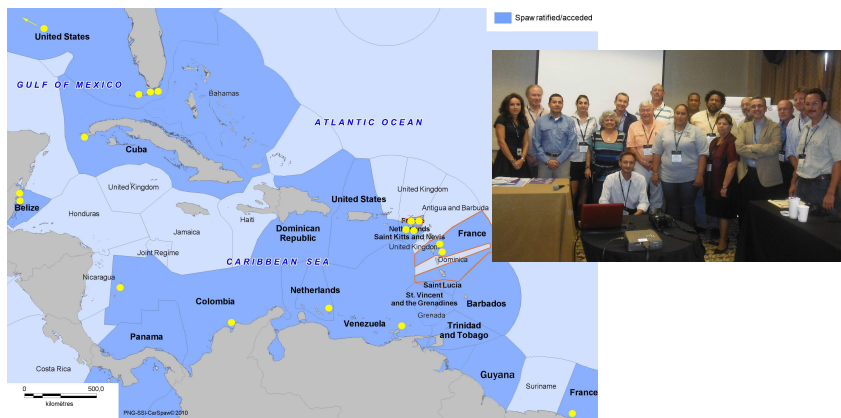 Spaw ratified/acceded
United States
GULF OF MEXICO
Bahamas
ATLANTIC OCEAN
Cuba
United Kingdom
United States
United Kingdom
Belize
Honduras
Haiti
Dominican
Republic
Antigua and Barbuda
Netherlands
Saint Kitts and Nevis
France
United Kingdom
Jamaica
Joint Regime
CARIBBEAN SEA
Dominica
Nicaragua
Saint Lucia
Netherlands
St. Vincent
and the Grenadines
Barbados
Colombia
Grenada
Venezuela
Trinidad
and Tobago
Panama
Costa Rica
Guyana
Suriname
France
0 500,0
kilomètres
PNG-SSI-CarSpaw©2010